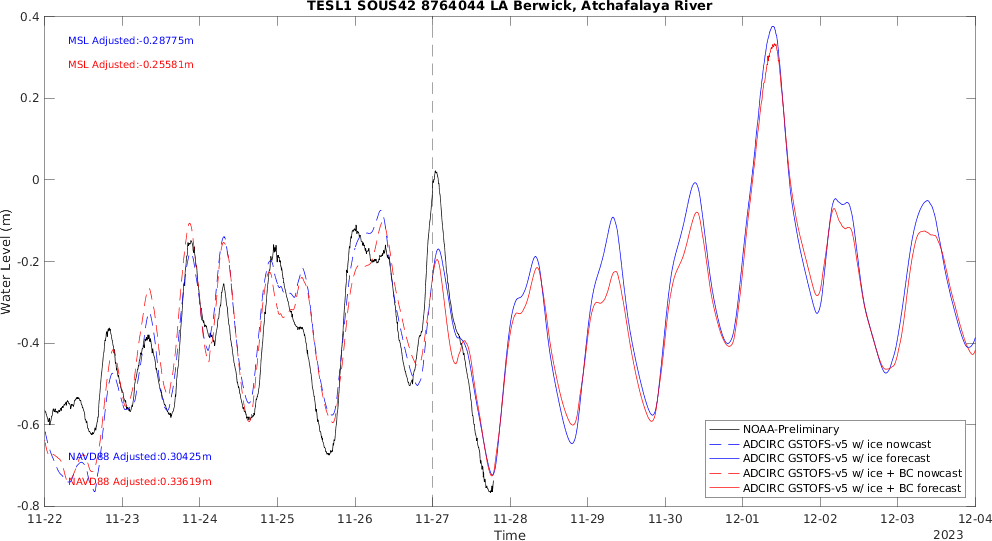 TESL1 SOUS42 8764044 LA Berwick, Atchafalaya River
0.4
MSL Adjusted:-0.28775m
MSL Adjusted:-0.25581m
0.2
0
-0.2
Water Level (m)
-0.4
-0.6
NAVD88 Adjusted:0.30425m
NAVD88 Adjusted:0.33619m
-0.8
NOAA-Preliminary
ADCIRC GSTOFS-v5 w/ ice nowcast
ADCIRC GSTOFS-v5 w/ ice forecast
ADCIRC GSTOFS-v5 w/ ice + BC nowcast
ADCIRC GSTOFS-v5 w/ ice + BC forecast
11-22 11-23 11-24 11-25 11-26 11-27 11-28 11-29 11-30 12-01 12-02 12-03 12-04
Time
2023